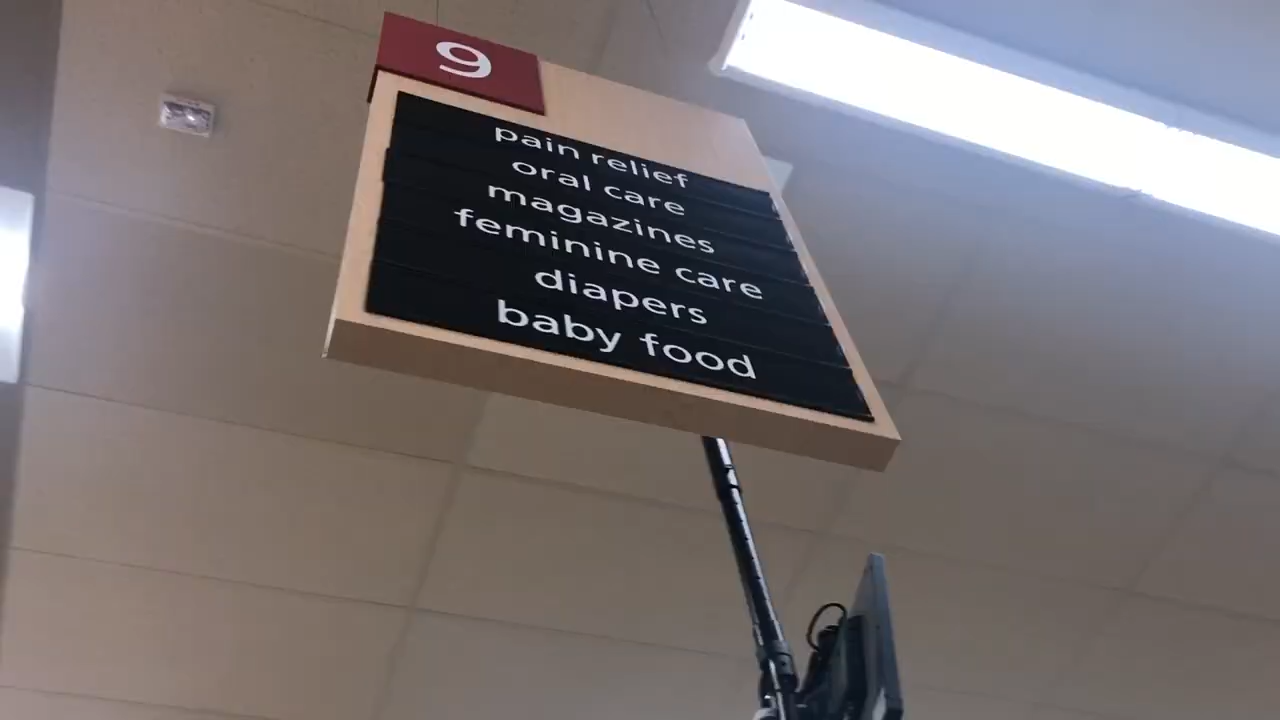 9
pain relief
oral care
magazines
feminine care
diapers
baby food